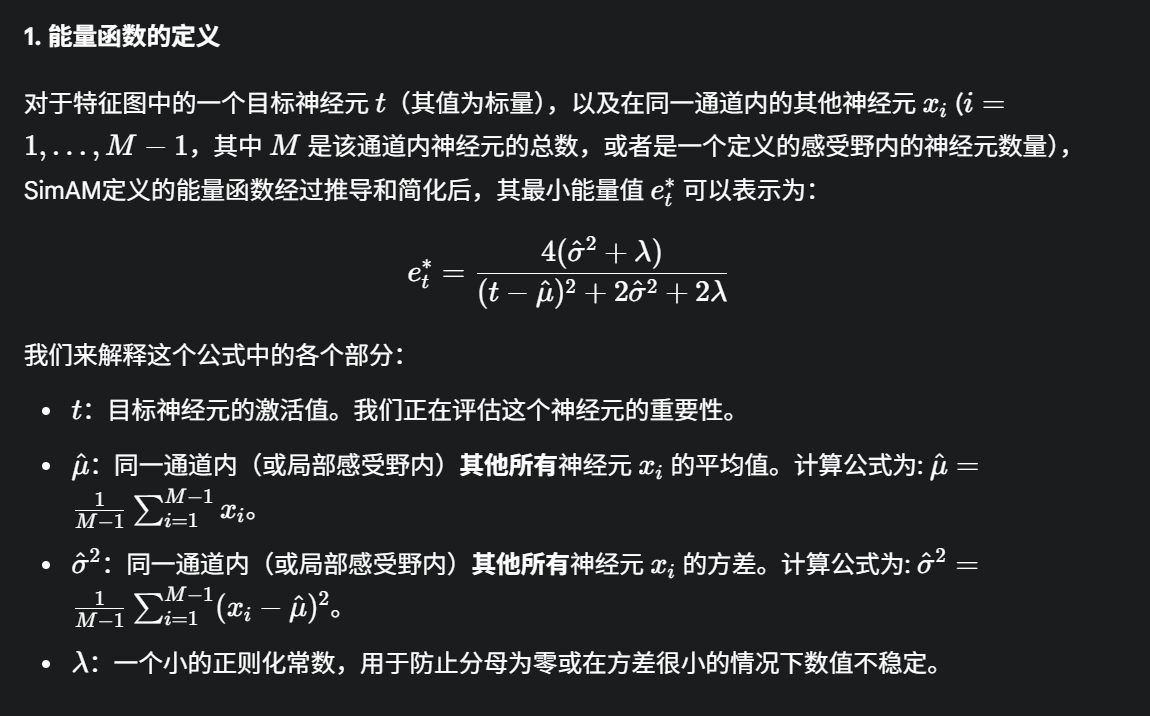 1. 能量函数的定义
对于特征图中的一个目标神经元 t（其值为标量），以及在同一通道内的其他神经元 x_i (i =
1, . . . , M − 1，其中 M 是该通道内神经元的总数，或者是一个定义的感受野内的神经元数量)，
SimAM定义的能量函数经过推导和简化后，其最小能量值 e_t^* 可以表示为：
e_t^* = \frac{4(\hat{σ}^2 + λ)}{(t − \hat{μ})^2 + 2\hat{σ}^2 + 2λ}
我们来解释这个公式中的各个部分：
• t：目标神经元的激活值。我们正在评估这个神经元的重要性。
• \hat{μ}：同一通道内（或局部感受野内）其他所有神经元 x_i 的平均值。计算公式为: \hat{μ} =
\frac{1}{M−1} \sum_{i=1}^{M−1} x_i。
• \hat{σ}^2：同一通道内（或局部感受野内）其他所有神经元 x_i 的方差。计算公式为: \hat{σ}^2 =
\frac{1}{M−1} \sum_{i=1}^{M−1} (x_i − \hat{μ})^2。
• λ：一个小的正则化常数，用于防止分母为零或在方差很小的情况下数值不稳定。